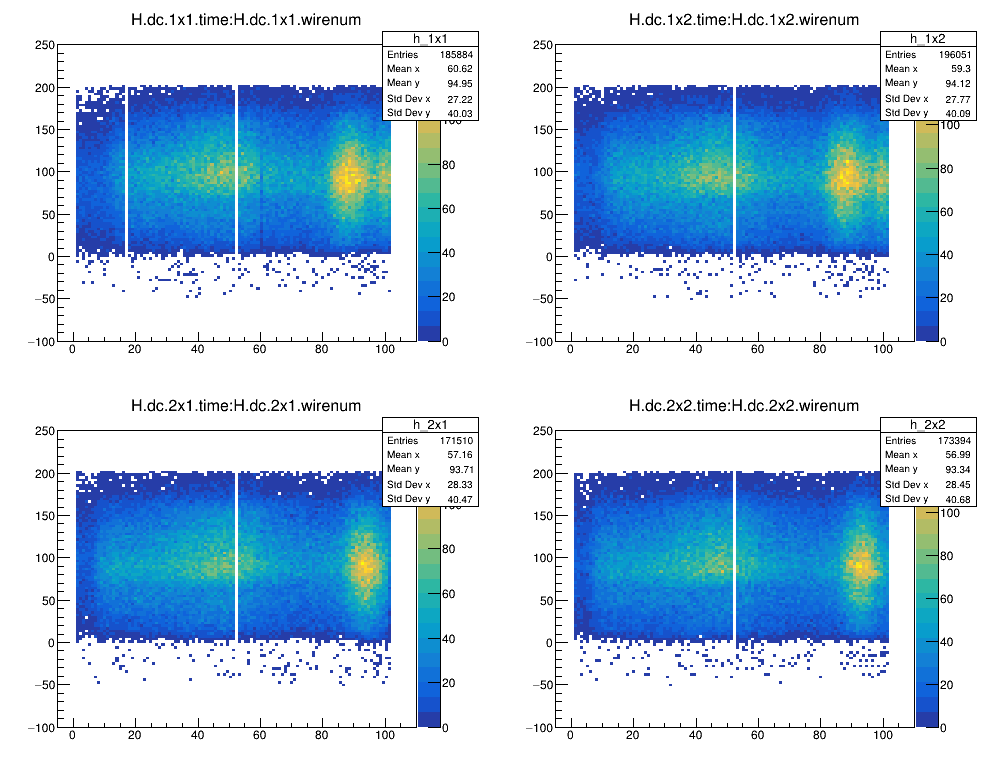 H.dc.1x1.time:H.dc.1x1.wirenum
h_1x1
Entries 185884
Mean x 60.62
Mean y 94.95
Std Dev x 27.22
Std Dev y 40.03
250
200
150
100
50
0
−50
−100
0 20 40 60 80 100
100
80
60
40
20
0
H.dc.1x2.time:H.dc.1x2.wirenum
h_1x2
Entries 196051
Mean x 59.3
Mean y 94.12
Std Dev x 27.77
Std Dev y 40.09
250
200
150
100
50
0
−50
−100
0 20 40 60 80 100
100
80
60
40
20
0
H.dc.2x1.time:H.dc.2x1.wirenum
h_2x1
Entries 171510
Mean x 57.16
Mean y 93.71
Std Dev x 28.33
Std Dev y 40.47
250
200
150
100
50
0
−50
−100
0 20 40 60 80 100
100
80
60
40
20
0
H.dc.2x2.time:H.dc.2x2.wirenum
h_2x2
Entries 173394
Mean x 56.99
Mean y 93.34
Std Dev x 28.45
Std Dev y 40.68
250
200
150
100
50
0
−50
−100
0 20 40 60 80 100
100
80
60
40
20
0